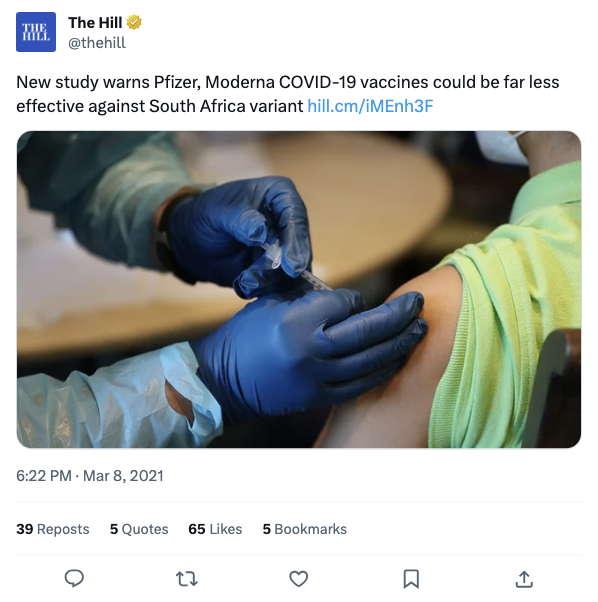 THE
HILL
The Hill
@thehill
New study warns Pfizer, Moderna COVID-19 vaccines could be far less
effective against South Africa variant hill.cm/iMEnh3F
6:22 PM · Mar 8, 2021
39 Reposts 5 Quotes 65 Likes 5 Bookmarks